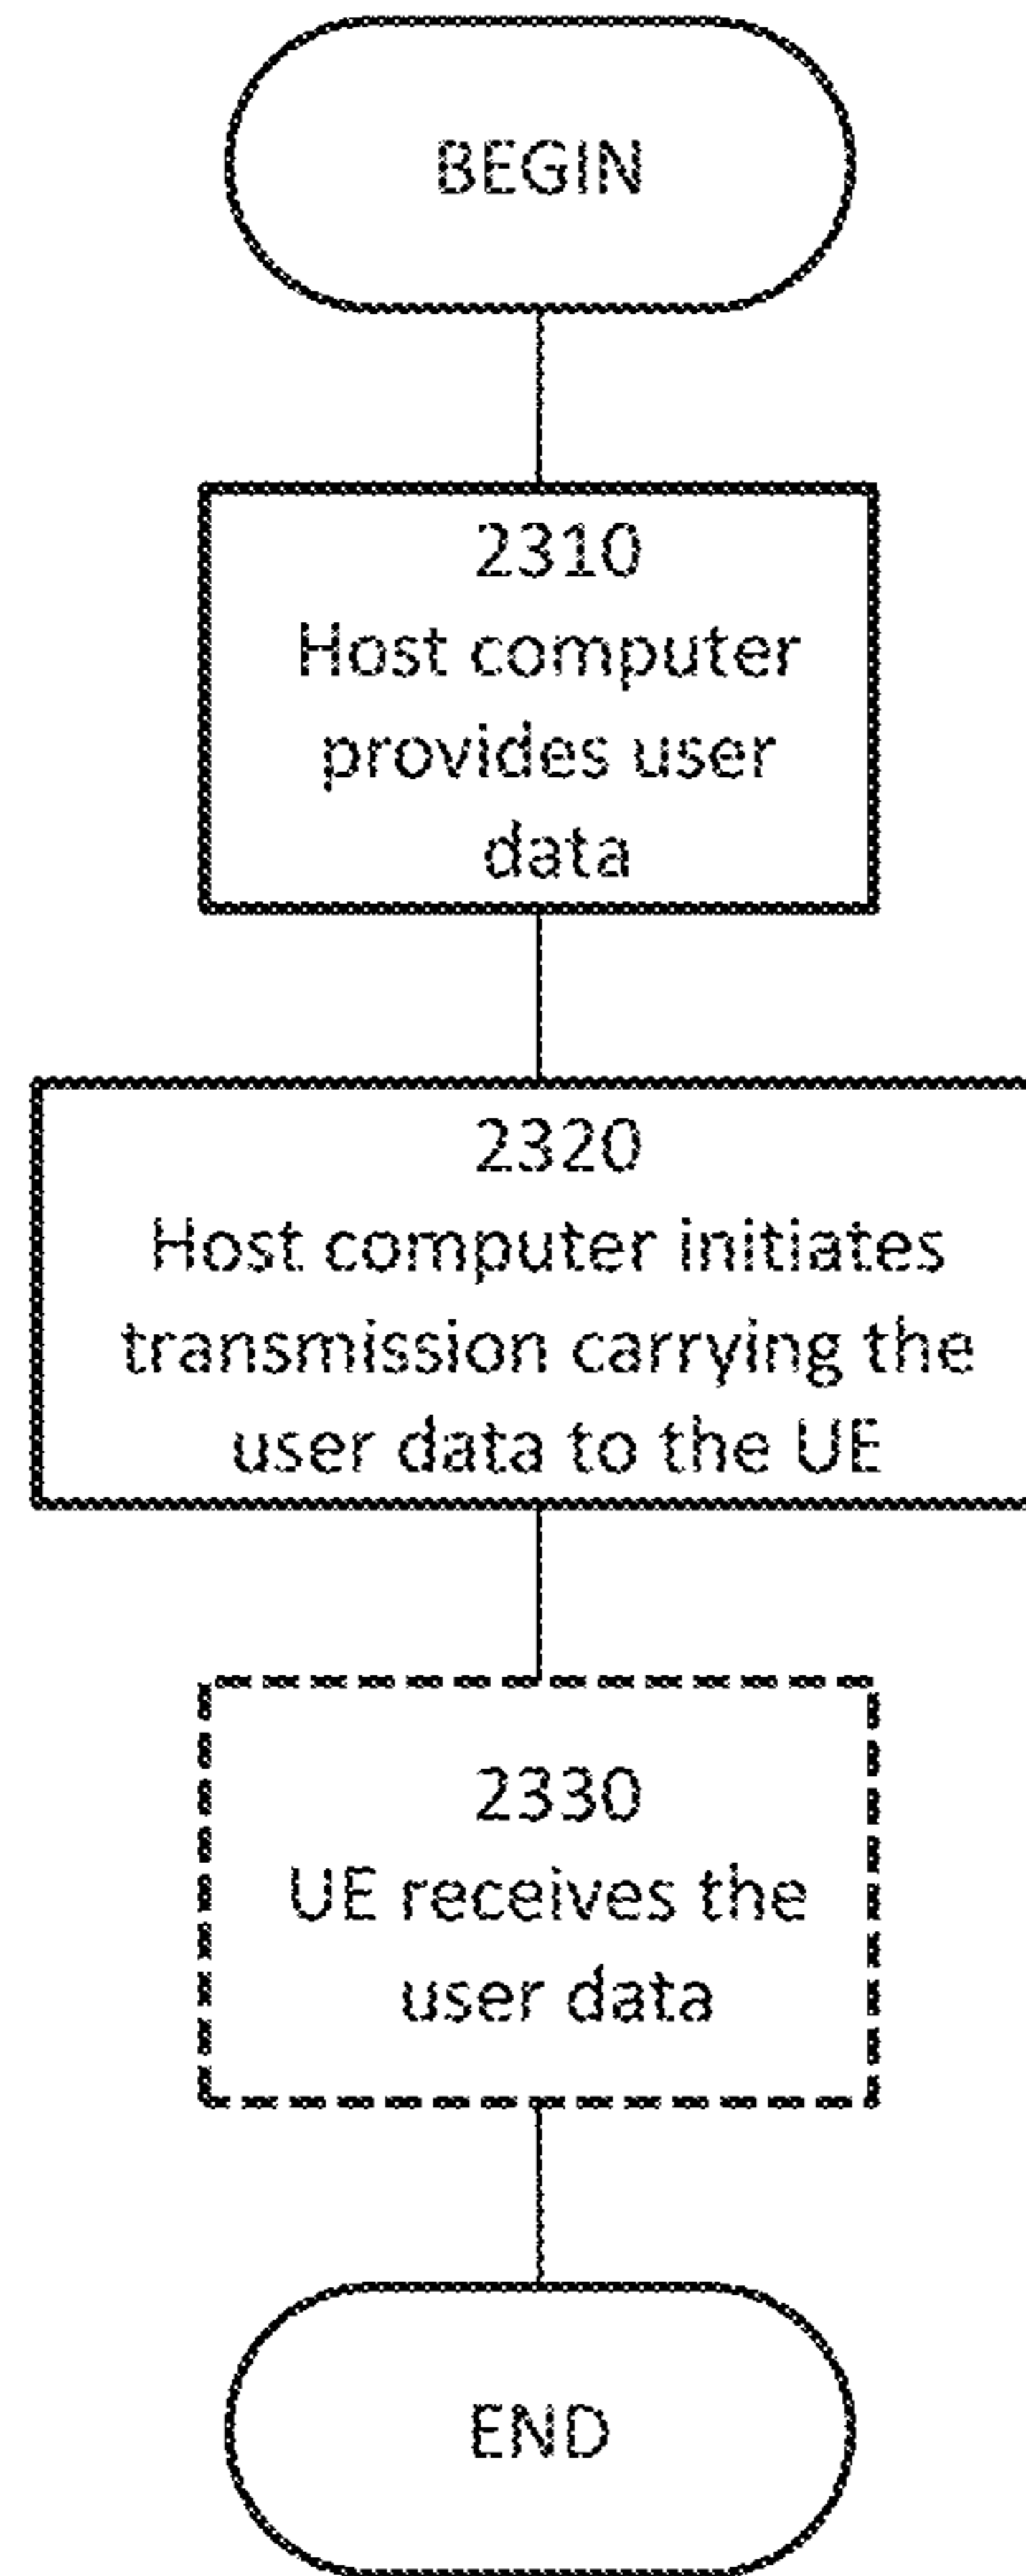 BEGIN
2310
Host computer
provides user
data
2320
Host computer initiates
transmission carrying the
user data to the UE
2330
UE receives the
user data
END